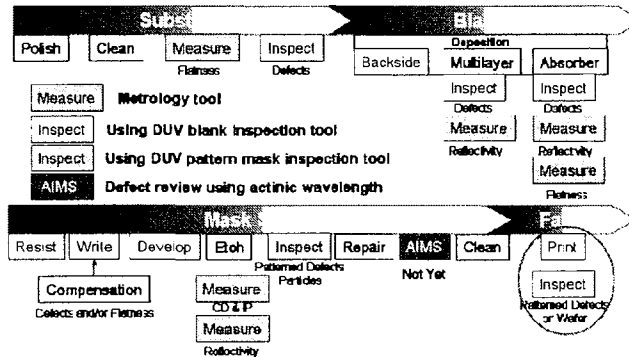 Subst
Bla
Polish
Clean
Measure
Flatness
Inspect
Defects
Deposition
Backside
Multilayer
Absorber
Inspect
Defects
Measure
Reflectivity
Inspect
Defects
Measure
Reflectivity
Measure
Flatness
Measure Metrology tool
Inspect Using DUV blank inspection tool
Inspect Using DUV pattern mask inspection tool
AIMS Defect review using actinic wavelength
Mask
Fa
Resist
Write
Develop
Etch
Inspect
Patterned Defects
Particles
Repair
AIMS
Not Yet
Clean
Print
Inspect
Patterned Defects
on Wafer
Compensation
Defects and/or Flatness
Measure
CD & IP
Measure
Reflectivity